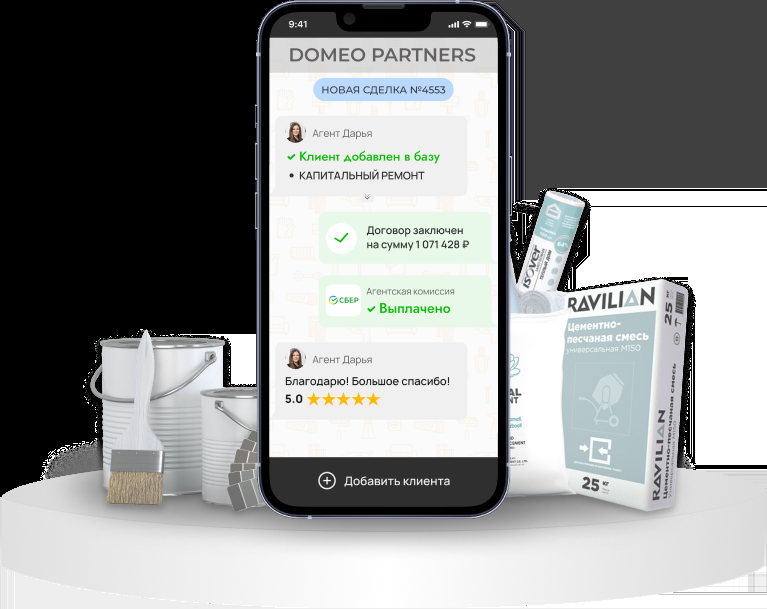 9:41
DOMEO PARTNERS
НОВАЯ СДЕЛКА №4553
Агент Дарья
✓ Клиент добавлен в базу
• КАПИТАЛЬНЫЙ РЕМОНТ
Договор заключен
на сумму 1 071 428 ₽
СБЕР
Агентская комиссия
✓ Выплачено
Агент Дарья
Благодарю! Большое спасибо!
5.0 ★★★★★
Добавить клиента
isover
RAVILIAN
25 кг
Цементно-
песчаная смесь
универсальная М150
25 кг
RAVILIAN
Цементно-песчаная смесь